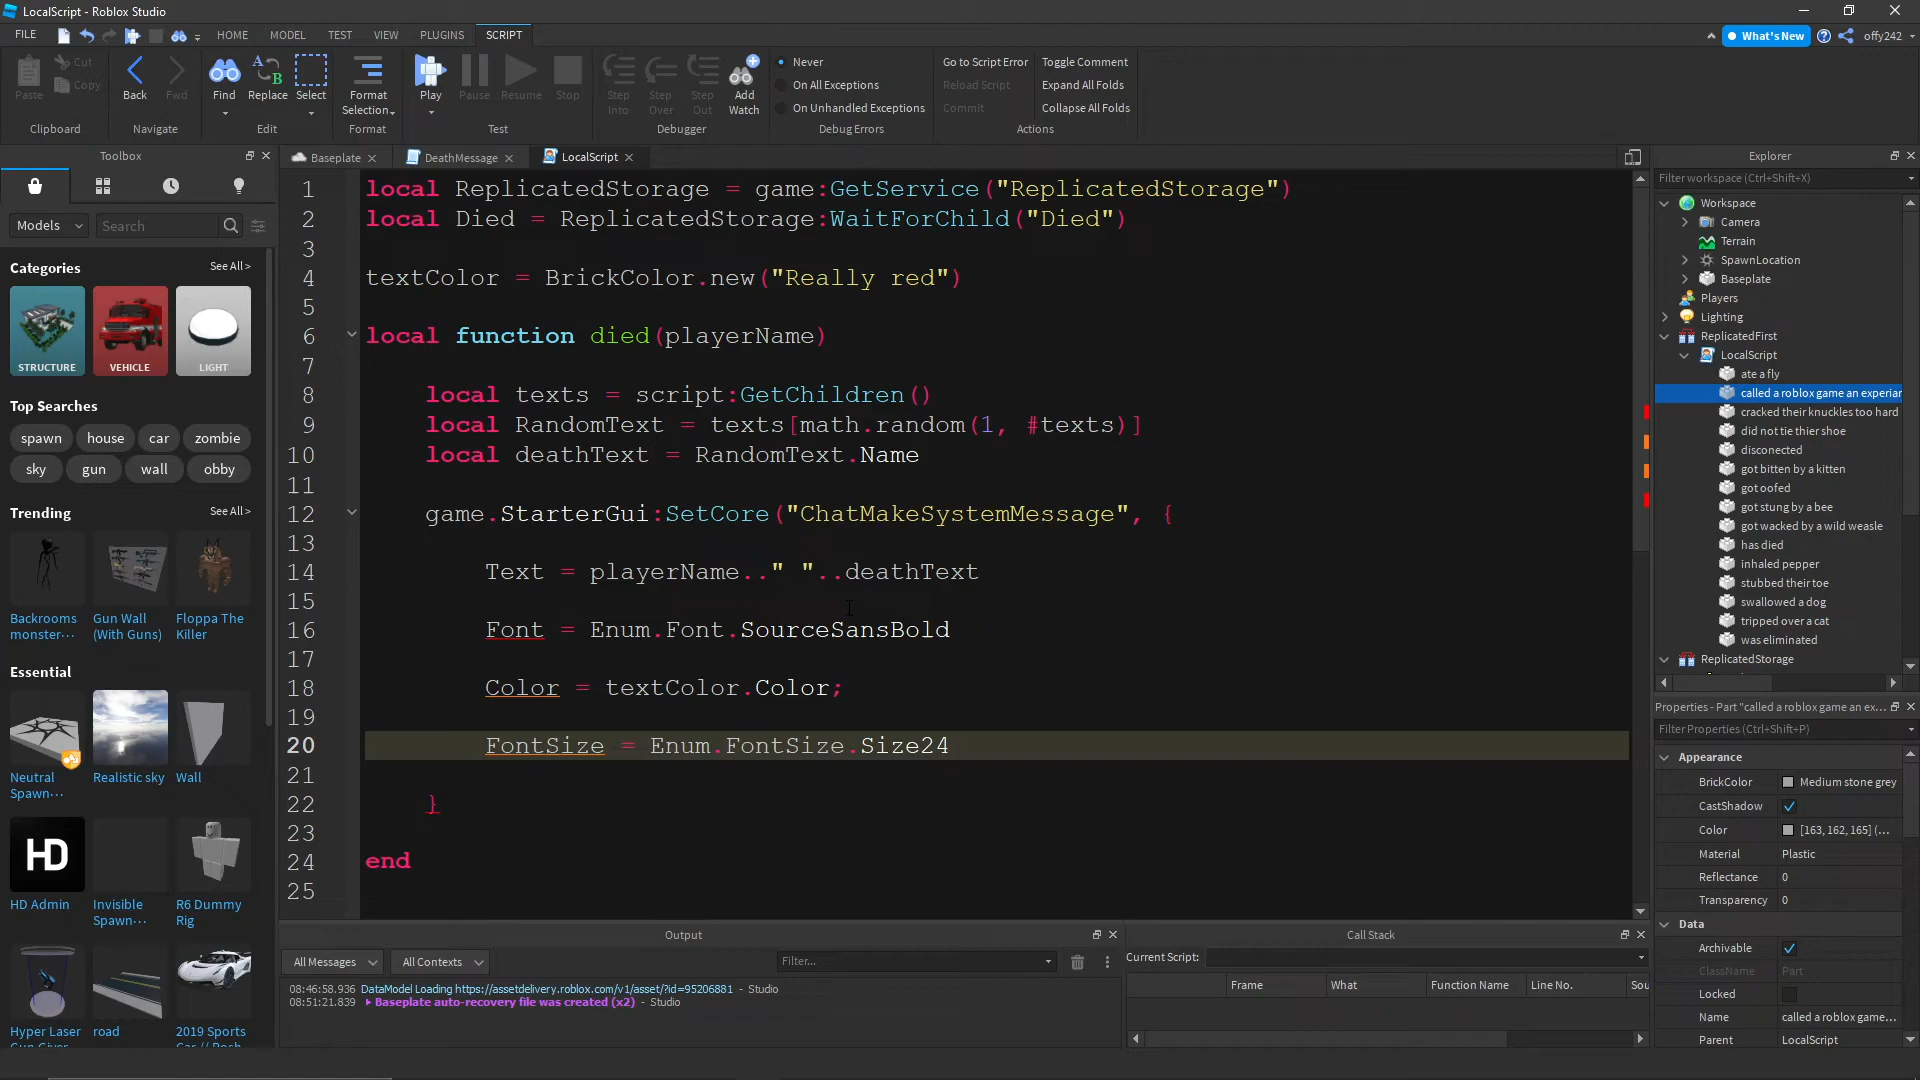 LocalScript - Roblox Studio
FILE HOME MODEL TEST VIEW PLUGINS SCRIPT What's New offy242
Paste Cut Copy Back Fwd Find Replace Select Format Selection Play Pause Resume Stop Step Into Step Over Step Out Add Watch
Never
On All Exceptions
On Unhandled Exceptions
Go to Script Error
Reload Script
Commit
Toggle Comment
Expand All Folds
Collapse All Folds
Clipboard Navigate Edit Format Test Debugger Debug Errors Actions
Toolbox
Models Search
Categories See All >
STRUCTURE VEHICLE LIGHT
Top Searches
spawn house car zombie
sky gun wall obby
Trending See All >
Backrooms monster···
Gun Wall (With Guns)
Floppa The Killer
Essential
Neutral Spawn···
Realistic sky
Wall
HD
HD Admin
Invisible Spawn···
R6 Dummy Rig
Hyper Laser
road
2019 Sports
Baseplate DeathMessage LocalScript
1 local ReplicatedStorage = game:GetService("ReplicatedStorage")
2 local Died = ReplicatedStorage:WaitForChild("Died")
3
4 textColor = BrickColor.new("Really red")
5
6 local function died(playerName)
7
8 local texts = script:GetChildren()
9 local RandomText = texts[math.random(1, #texts)]
10 local deathText = RandomText.Name
11
12 game.StarterGui:SetCore("ChatMakeSystemMessage", {
13
14 Text = playerName.." "..deathText
15
16 Font = Enum.Font.SourceSansBold
17
18 Color = textColor.Color;
19
20 FontSize = Enum.FontSize.Size24
21
22 }
23
24 end
25
Output
All Messages All Contexts Filter...
08:46:58.936 DataModel Loading https://assetdelivery.roblox.com/v1/asset/?id=95206881 - Studio
08:51:21.839 Baseplate auto-recovery file was created (x2) - Studio
Call Stack
Current Script:
Frame What Function Name Line No. Sou
Explorer
Filter workspace (Ctrl+Shift+X)
Workspace
Camera
Terrain
SpawnLocation
Baseplate
Players
Lighting
ReplicatedFirst
LocalScript
ate a fly
called a roblox game an experian
cracked their knuckles too hard
did not tie thier shoe
disconected
got bitten by a kitten
got oofed
got stung by a bee
got wacked by a wild weasle
has died
inhaled pepper
stubbed their toe
swallowed a dog
tripped over a cat
was eliminated
ReplicatedStorage
Properties - Part "called a roblox game an ex...
Filter Properties (Ctrl+Shift+P)
Appearance
BrickColor Medium stone grey
CastShadow
Color [163, 162, 165] (...
Material Plastic
Reflectance 0
Transparency 0
Data
Archivable
ClassName Part
Locked
Name called a roblox game...
Parent LocalScript